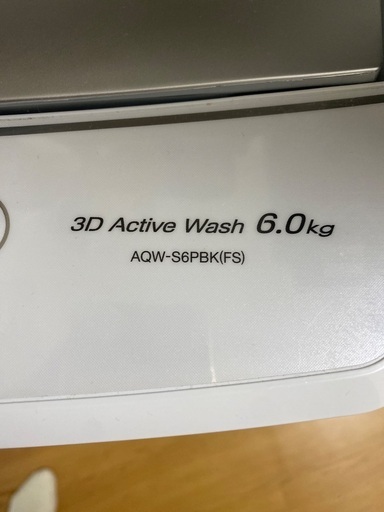 3D Active Wash 6.0kg
AQW-S6PBK(FS)